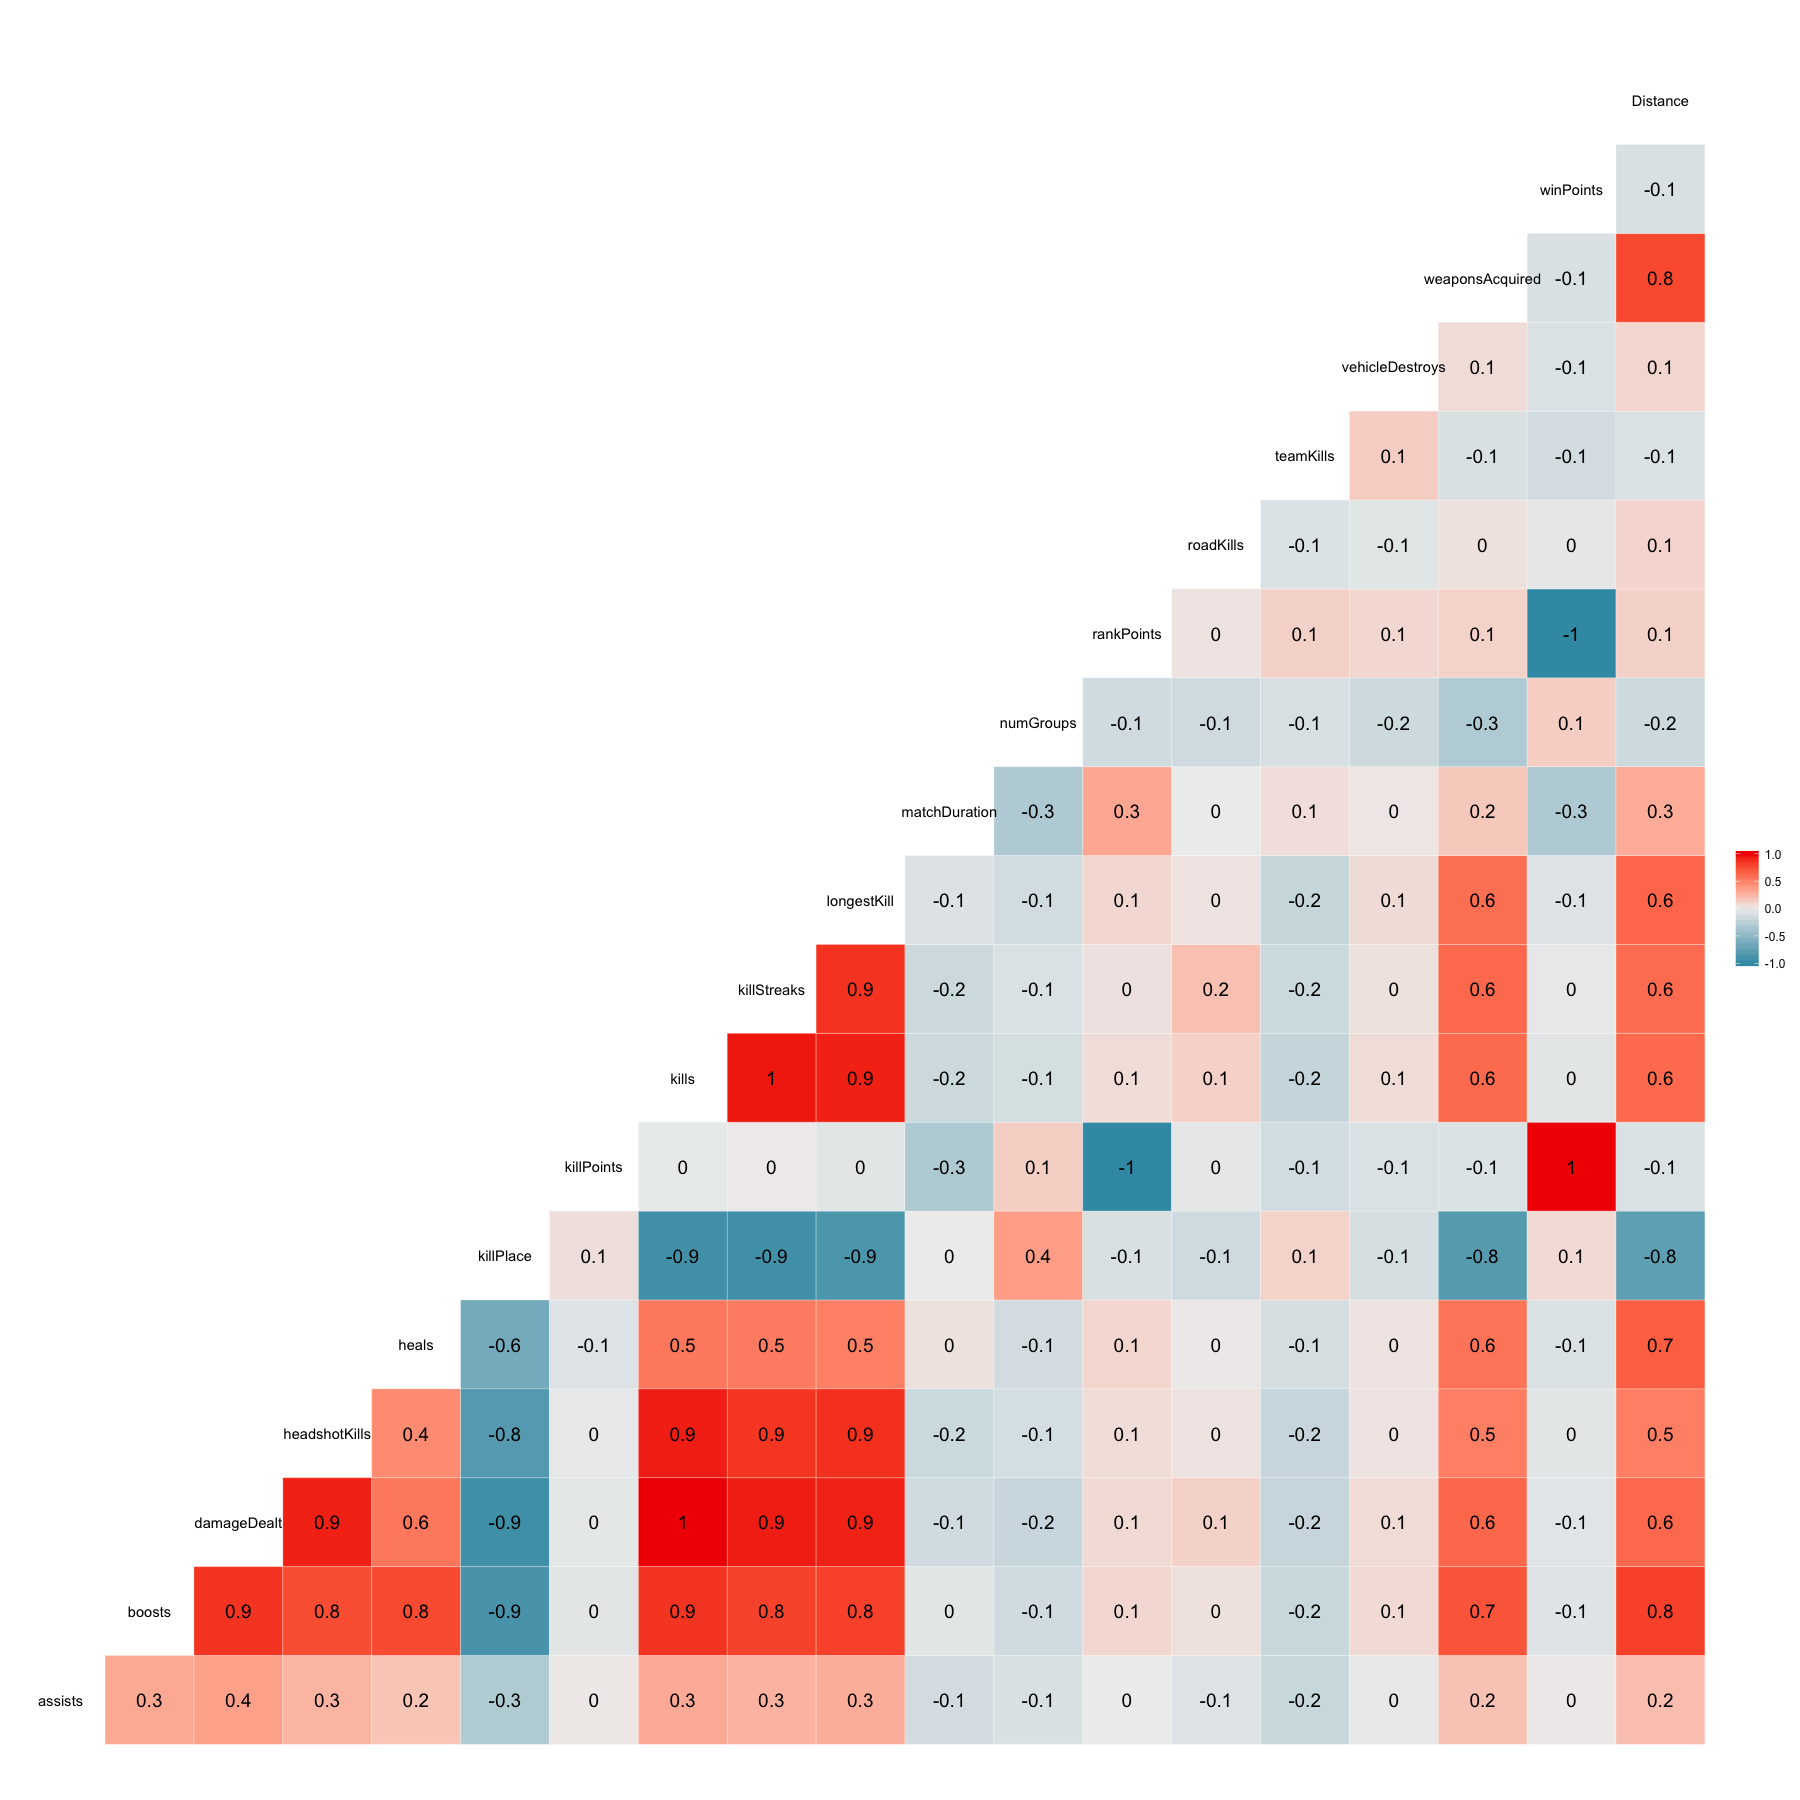 Distance
winPoints -0.1
weaponsAcquired -0.1 0.8
vehicleDestroys 0.1 -0.1 0.1
teamKills 0.1 -0.1 -0.1 -0.1
roadKills -0.1 -0.1 0 0 0.1
rankPoints 0 0.1 0.1 0.1 -1 0.1
numGroups -0.1 -0.1 -0.1 -0.2 -0.3 0.1 -0.2
matchDuration -0.3 0.3 0 0.1 0 0.2 -0.3 0.3
longestKill -0.1 -0.1 0.1 0 -0.2 0.1 0.6 -0.1 0.6
killStreaks 0.9 -0.2 -0.1 0 0.2 -0.2 0 0.6 0 0.6
kills 1 0.9 -0.2 -0.1 0.1 0.1 -0.2 0.1 0.6 0 0.6
killPoints 0 0 0 -0.3 0.1 -1 0 -0.1 -0.1 -0.1 1 -0.1
killPlace 0.1 -0.9 -0.9 -0.9 0 0.4 -0.1 -0.1 0.1 -0.1 -0.8 0.1 -0.8
heals -0.6 -0.1 0.5 0.5 0.5 0 -0.1 0.1 0 -0.1 0 0.6 -0.1 0.7
headshotKills 0.4 -0.8 0 0.9 0.9 0.9 -0.2 -0.1 0.1 0 -0.2 0 0.5 0 0.5
damageDealt 0.9 0.6 -0.9 0 1 0.9 0.9 -0.1 -0.2 0.1 0.1 -0.2 0.1 0.6 -0.1 0.6
boosts 0.9 0.8 0.8 -0.9 0 0.9 0.8 0.8 0 -0.1 0.1 0 -0.2 0.1 0.7 -0.1 0.8
assists 0.3 0.4 0.3 0.2 -0.3 0 0.3 0.3 0.3 -0.1 -0.1 0 -0.1 -0.2 0 0.2 0 0.2
1.0
0.5
0.0
-0.5
-1.0